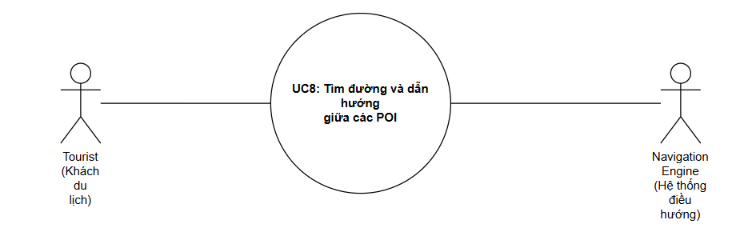 UC8: Tìm đường và dẫn
hướng
giữa các POI
Tourist
(Khách
du
lịch)
Navigation
Engine
(Hệ thống
điều
hướng)